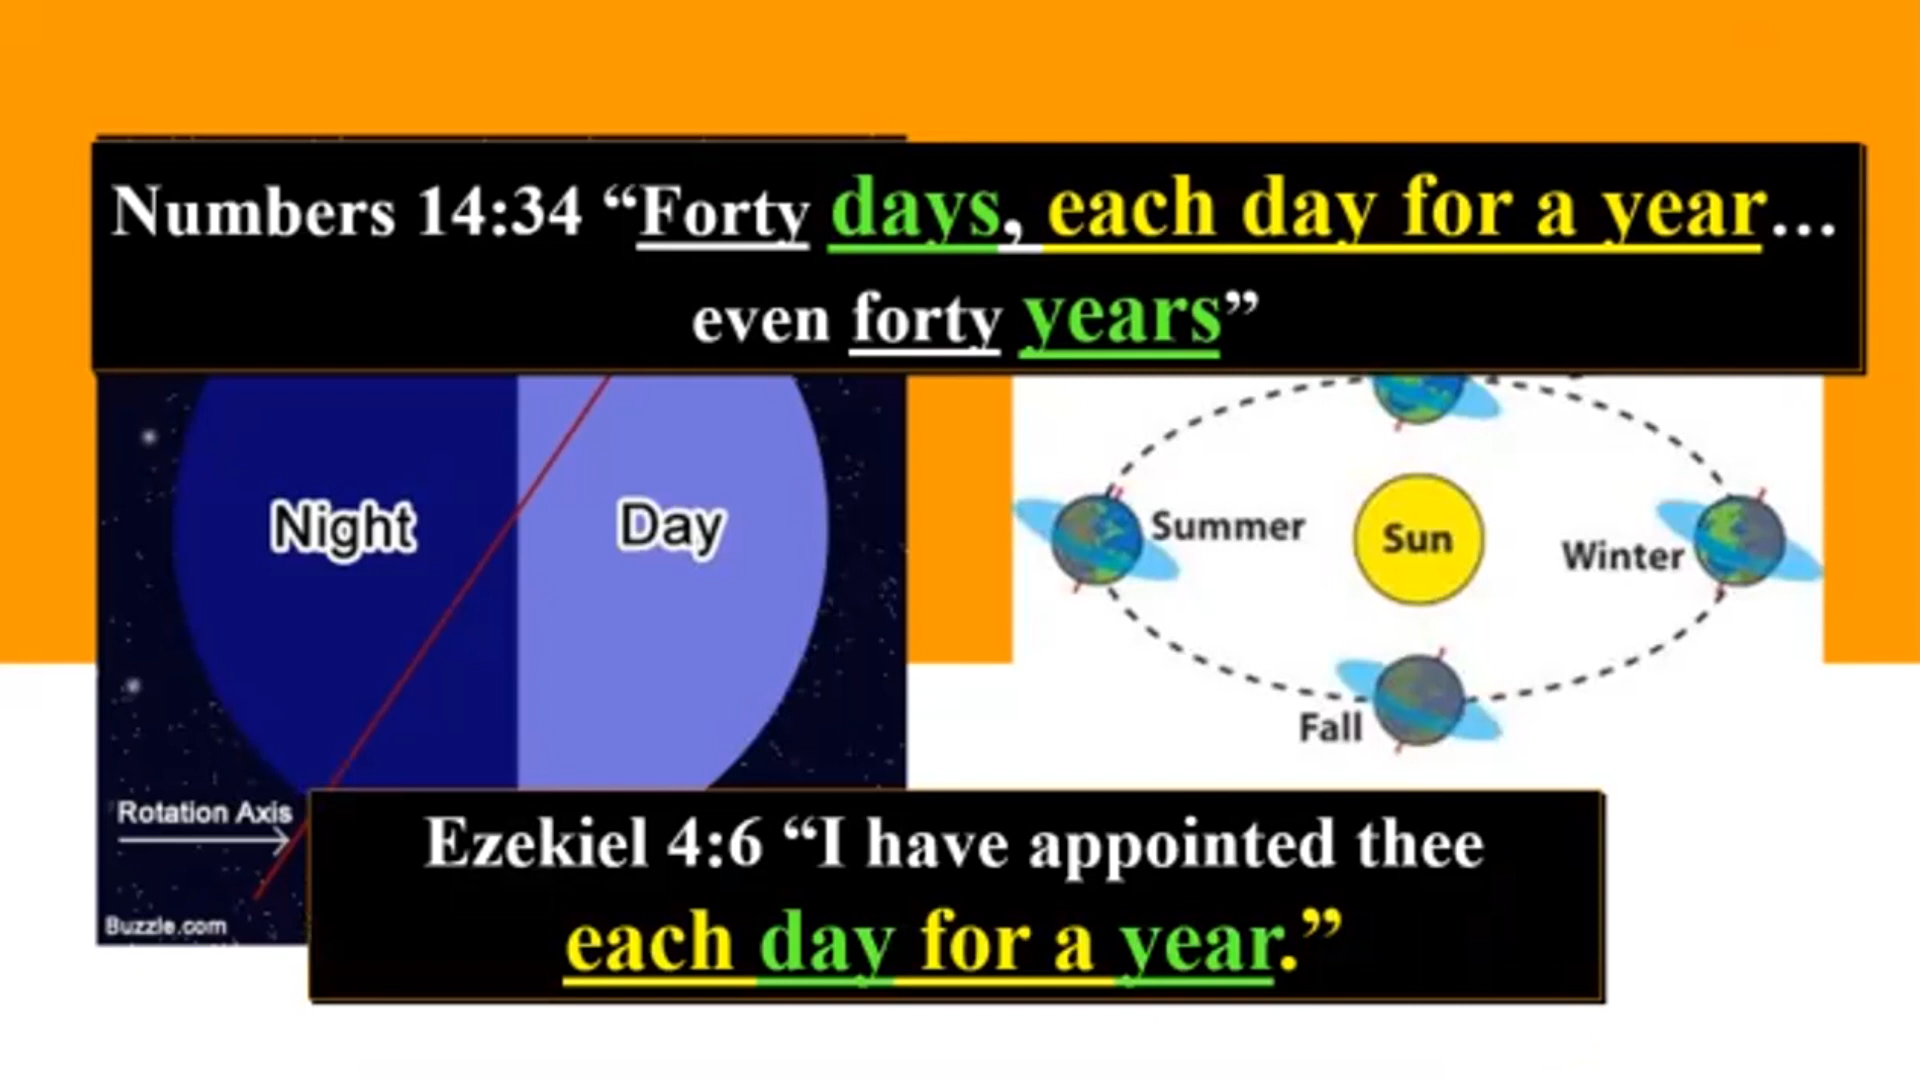 Numbers 14:34 “Forty days, each day for a year…
even forty years”
Night
Day
Summer
Sun
Winter
Fall
Rotation Axis
Buzzle.com
Ezekiel 4:6 “I have appointed thee
each day for a year.”